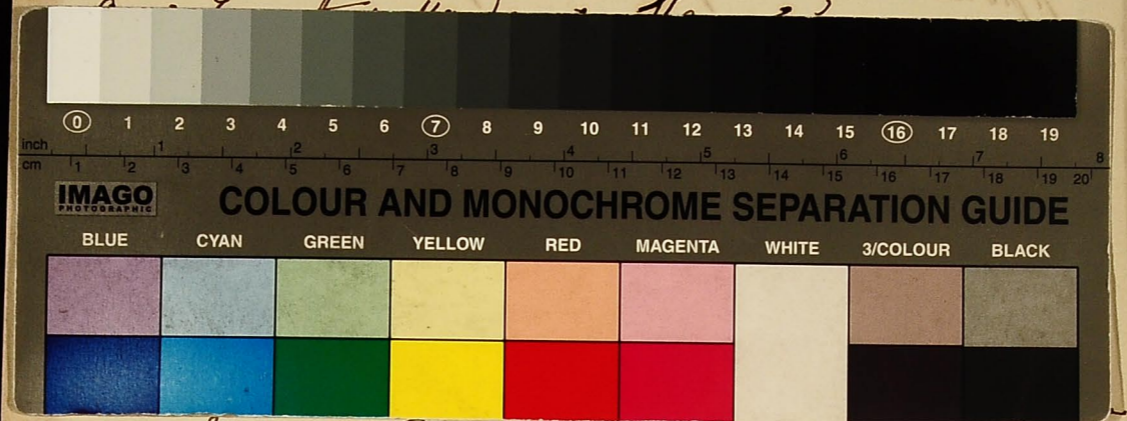 0 1 2 3 4 5 6 7 8 9 10 11 12 13 14 15 16 17 18 19
inch 1 2 3 4 5 6 7 8
cm 1 2 3 4 5 6 7 8 9 10 11 12 13 14 15 16 17 18 19 20
IMAGO
PHOTOGRAPHIC
COLOUR AND MONOCHROME SEPARATION GUIDE
BLUE CYAN GREEN YELLOW RED MAGENTA WHITE 3/COLOUR BLACK